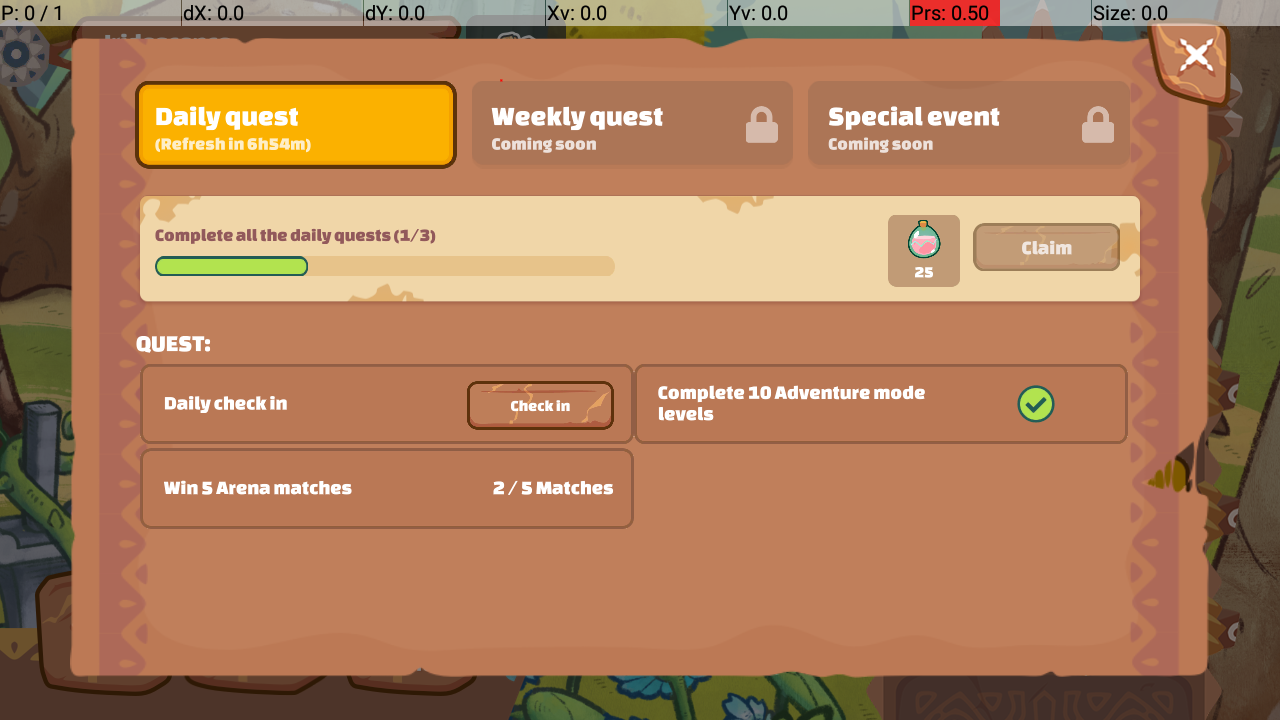 P: 0 / 1
dX: 0.0
dY: 0.0
Xv: 0.0
Yv: 0.0
Prs: 0.50
Size: 0.0
Daily quest
(Refresh in 6h54m)
Weekly quest
Coming soon
Special event
Coming soon
Complete all the daily quests (1/3)
25
Claim
QUEST:
Daily check in
Check in
Complete 10 Adventure mode
levels
Win 5 Arena matches
2 / 5 Matches